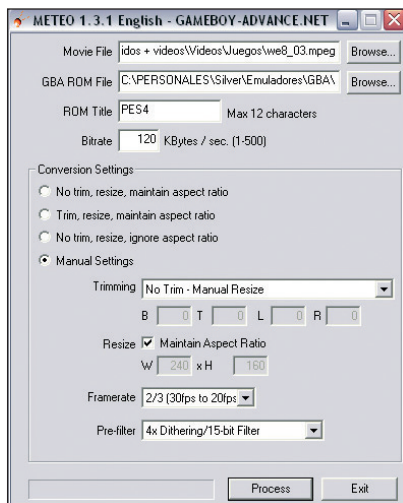 METEO 1.3.1 English - GAMEBOY-ADVANCE.NET
Movie File idos + videos\Videos\Juegos\we8_03.mpeg Browse...
GBA ROM File C:\PERSONALES\Silver\Emuladores\GBA\ Browse...
ROM Title PES4 Max 12 characters
Bitrate 120 KBytes / sec. (1-500)
Conversion Settings
No trim, resize, maintain aspect ratio
Trim, resize, maintain aspect ratio
No trim, resize, ignore aspect ratio
Manual Settings
Trimming No Trim - Manual Resize
B 0 T 0 L 0 R 0
Resize Maintain Aspect Ratio
W 240 x H 160
Framerate 2/3 (30fps to 20fps
Pre-filter 4x Dithering/15-bit Filter
Process Exit